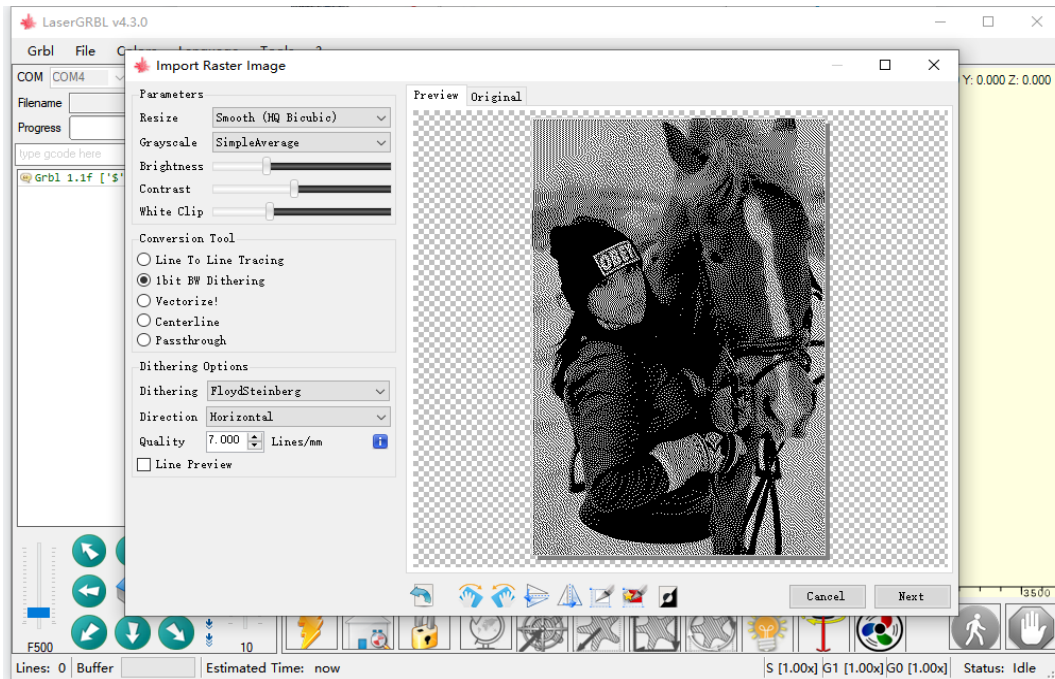 LaserGRBL v4.3.0
Grbl File
Import Raster Image
COM COM4
Y: 0.000 Z: 0.000
Filename
Progress
type gcode here
Grbl 1.1f ['$'
Parameters
Resize Smooth (HQ Bicubic)
Grayscale SimpleAverage
Brightness
Contrast
White Clip
Conversion Tool
Line To Line Tracing
1bit BW Dithering
Vectorize!
Centerline
Passthrough
Dithering Options
Dithering FloydSteinberg
Direction Horizontal
Quality 7.000 Lines/mm
Line Preview
Preview Original
OBEY
Cancel Next
3500
F500
10
Lines: 0 Buffer Estimated Time: now S [1.00x] G1 [1.00x] G0 [1.00x] Status: Idle